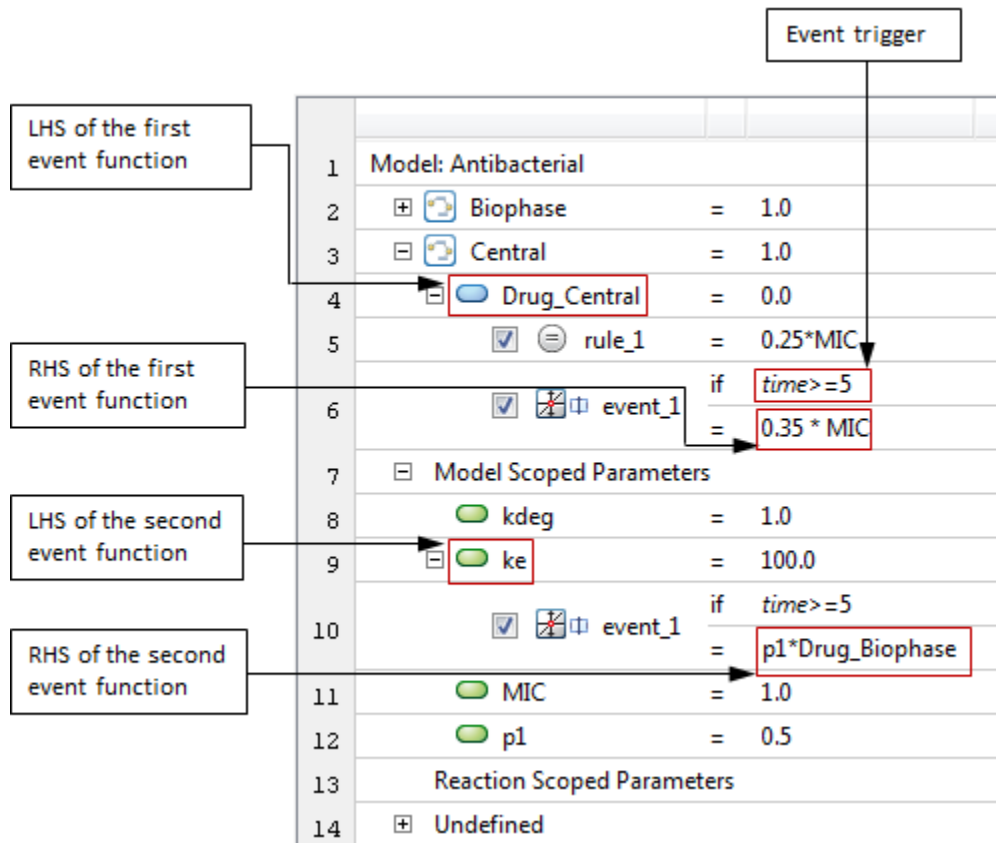 Event trigger
LHS of the first
event function
1 Model: Antibacterial
2 Biophase = 1.0
3 Central = 1.0
4 Drug_Central = 0.0
5 rule_1 = 0.25*MIC
RHS of the first
event function
6 event_1 if time>=5
= 0.35 * MIC
7 Model Scoped Parameters
LHS of the second
event function
8 kdeg = 1.0
9 ke = 100.0
10 event_1 if time>=5
= p1*Drug_Biophase
RHS of the second
event function
11 MIC = 1.0
12 p1 = 0.5
13 Reaction Scoped Parameters
14 Undefined